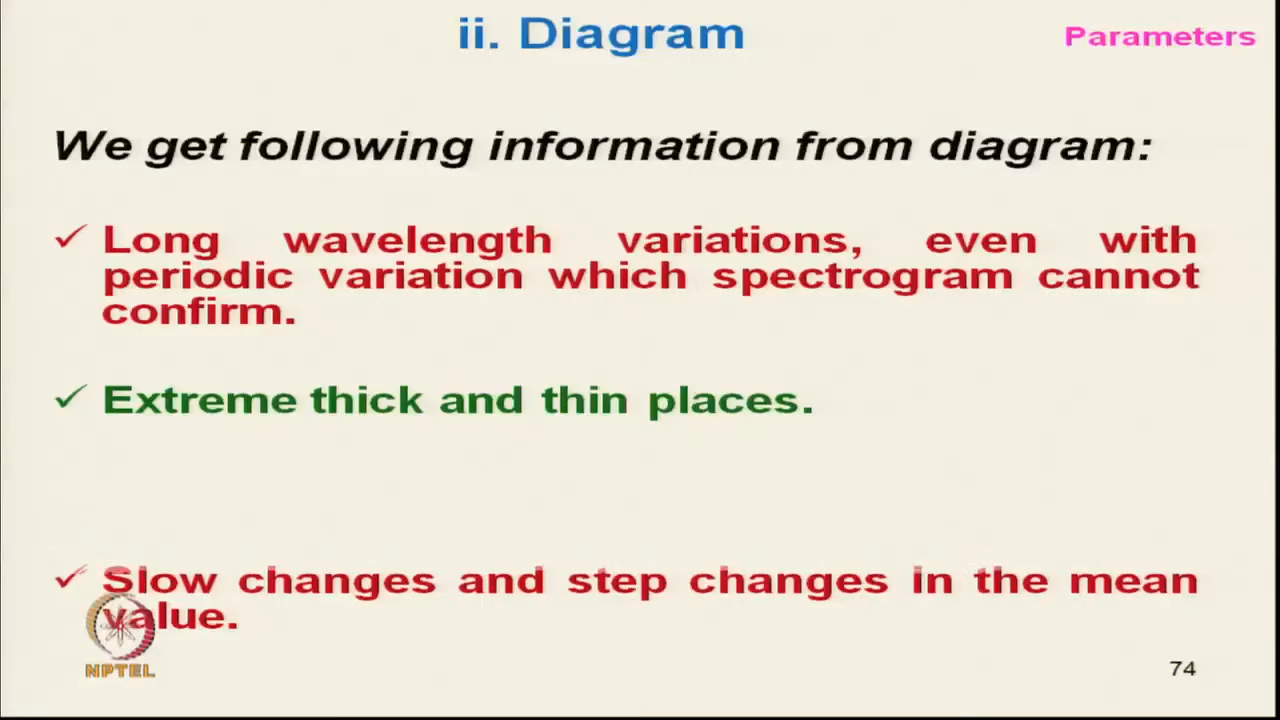 ii. Diagram
Parameters
We get following information from diagram:
✓ Long wavelength variations, even with
periodic variation which spectrogram cannot
confirm.
✓ Extreme thick and thin places.
✓ Slow changes and step changes in the mean
value.
NPTEL
74